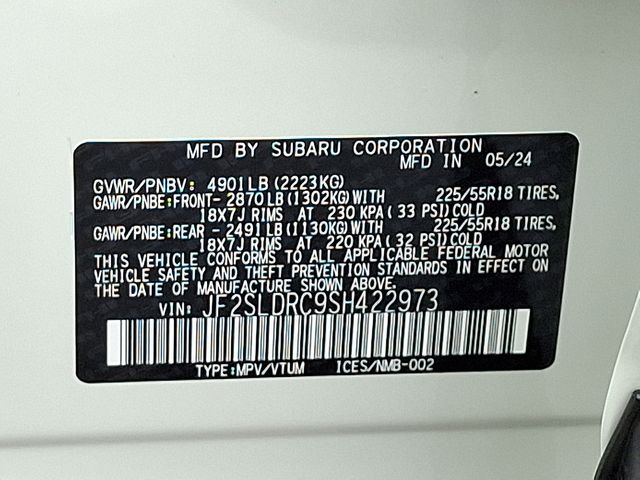 MFD BY SUBARU CORPORATION
MFD IN 05/24
GVWR/PNBV: 4901LB (2223KG)
GAWR/PNBE:FRONT- 2870LB (1302KG)WITH 225/55R18 TIRES,
18X7J RIMS AT 230 KPA (33 PSI)COLD
GAWR/PNBE:REAR - 2491LB (1130KG)WITH 225/55R18 TIRES,
18X7J RIMS AT 220 KPA (32 PSI)COLD
THIS VEHICLE CONFORMS TO ALL APPLICABLE FEDERAL MOTOR
VEHICLE SAFETY AND THEFT PREVENTION STANDARDS IN EFFECT ON
THE DATE OF MANUFACTURE SHOWN ABOVE.
VIN: JF2SLDRC9SH422973
TYPE:MPV/VTUM ICES/NMB-002